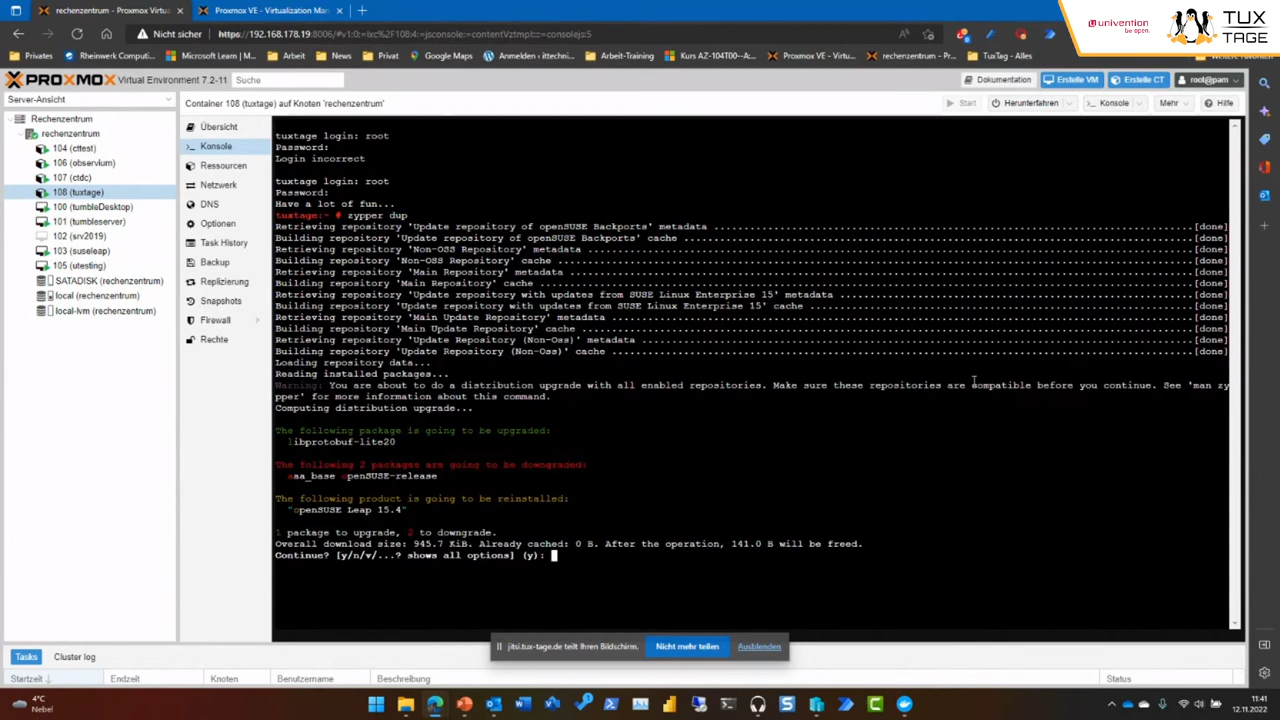 rechenzentrum - Proxmox Virtual
Proxmox VE - Virtualization Man
Nicht sicher
https://192.168.178.19:8006/#v1:0:=lxc%2F108:4:=jsconsole:=contentVztmpl:::=consolejs:5
Privates
Rheinwerk Computi...
Microsoft Learn | M...
Arbeit
News
Privat
Proxmox VE (Wordpr...
Anmelden ‹ ittechni...
Arbeit-Training
Kurs AZ-104T00--A...
Proxmox VE - Virtu...
rechenzentrum - Pr...
TuxTag - Alles
Weitere Favoriten
univention
be open.
TUX
TAGE
PROXMOX
Virtual Environment 7.2-11
Suche
Dokumentation
Erstelle VM
Erstelle CT
root@pam
Server-Ansicht
Container 108 (tuxtage) auf Knoten 'rechenzentrum'
Start
Herunterfahren
Konsole
Mehr
Hilfe
Rechenzentrum
rechenzentrum
104 (cttest)
106 (observium)
107 (ctdc)
108 (tuxtage)
100 (tumbleDesktop)
101 (tumbleserver)
102 (srv2019)
103 (suseleap)
105 (utesting)
SATADISK (rechenzentrum)
local (rechenzentrum)
local-lvm (rechenzentrum)
Übersicht
Konsole
Ressourcen
Netzwerk
DNS
Optionen
Task History
Backup
Replizierung
Snapshots
Firewall
Rechte
tuxtage login: root
Password:
Login incorrect
tuxtage login: root
Password:
Have a lot of fun...
tuxtage:~ # zypper dup
Retrieving repository 'Update repository of openSUSE Backports' metadata ...[done]
Building repository 'Update repository of openSUSE Backports' cache ...[done]
Retrieving repository 'Non-OSS Repository' metadata ...[done]
Building repository 'Non-OSS Repository' cache ...[done]
Retrieving repository 'Main Repository' metadata ...[done]
Building repository 'Main Repository' cache ...[done]
Retrieving repository 'Update repository with updates from SUSE Linux Enterprise 15' metadata ...[done]
Building repository 'Update repository with updates from SUSE Linux Enterprise 15' cache ...[done]
Retrieving repository 'Main Update Repository' metadata ...[done]
Building repository 'Main Update Repository' cache ...[done]
Retrieving repository 'Update Repository (Non-Oss)' metadata ...[done]
Building repository 'Update Repository (Non-Oss)' cache ...[done]
Loading repository data...
Reading installed packages...
Warning: You are about to do a distribution upgrade with all enabled repositories. Make sure these repositories are compatible before you continue. See 'man zy
pper' for more information about this command.
Computing distribution upgrade...
The following package is going to be upgraded:
libprotobuf-lite20
The following 2 packages are going to be downgraded:
aaa_base openSUSE-release
The following product is going to be reinstalled:
"openSUSE Leap 15.4"
1 package to upgrade, 2 to downgrade.
Overall download size: 945.7 KiB. Already cached: 0 B. After the operation, 141.0 B will be freed.
Continue? [y/n/v/...? shows all options] (y):
jitsi.tux-tage.de teilt Ihren Bildschirm.
Nicht mehr teilen
Ausblenden
Tasks
Cluster log
Startzeit
Endzeit
Knoten
Benutzername
Beschreibung
Status
4°C
Nebel
11:41
12.11.2022